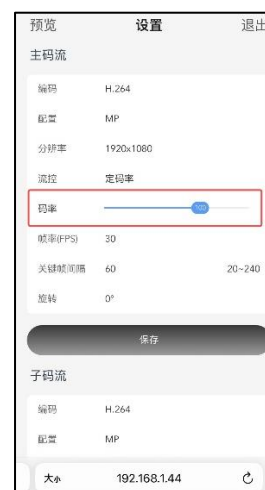 预览 设置 退出
主码流
编码 H.264
配置 MP
分辨率 1920x1080
流控 定码率
码率
帧率(FPS) 30
关键帧间隔 60 20~240
旋转 0°
保存
子码流
编码 H.264
配置 MP
大小 192.168.1.44